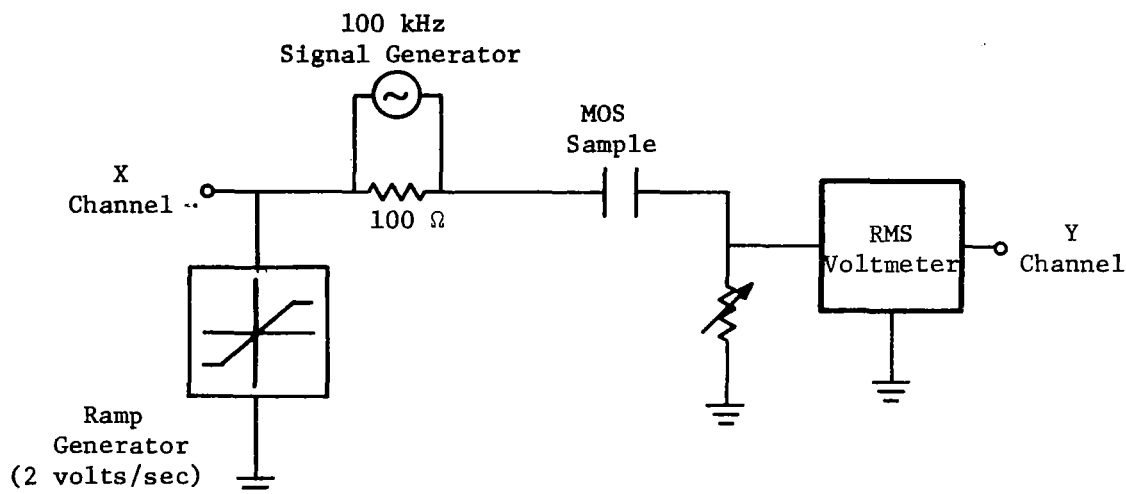 100 kHz
Signal Generator
MOS
Sample
X
Channel
100 Ω
RMS
Voltmeter
Y
Channel
Ramp
Generator
(2 volts/sec)